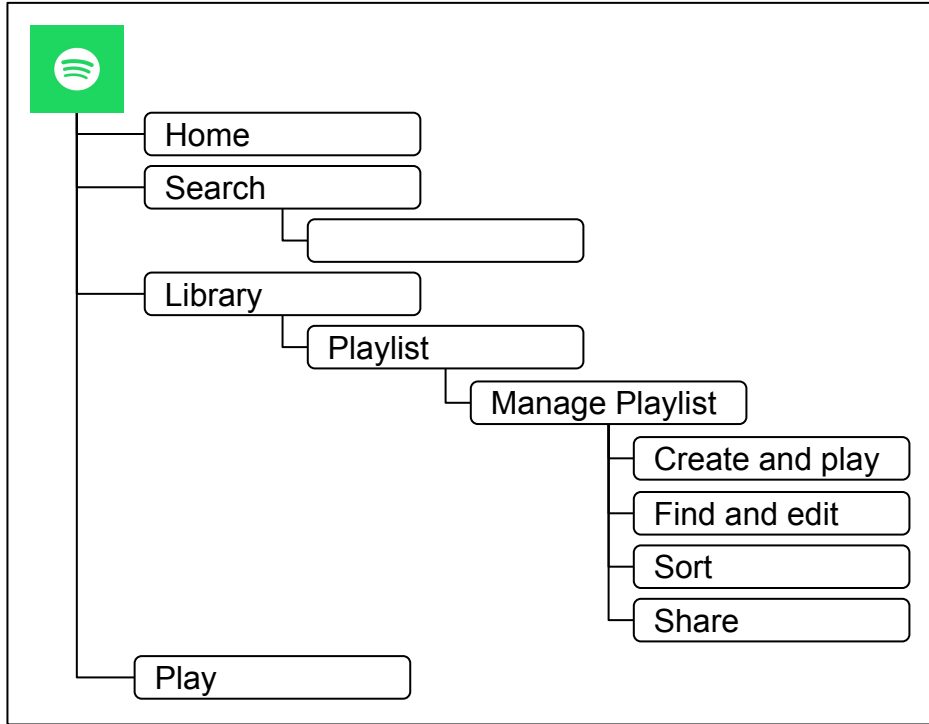 Home
Search
Library
Playlist
Manage Playlist
Create and play
Find and edit
Sort
Share
Play